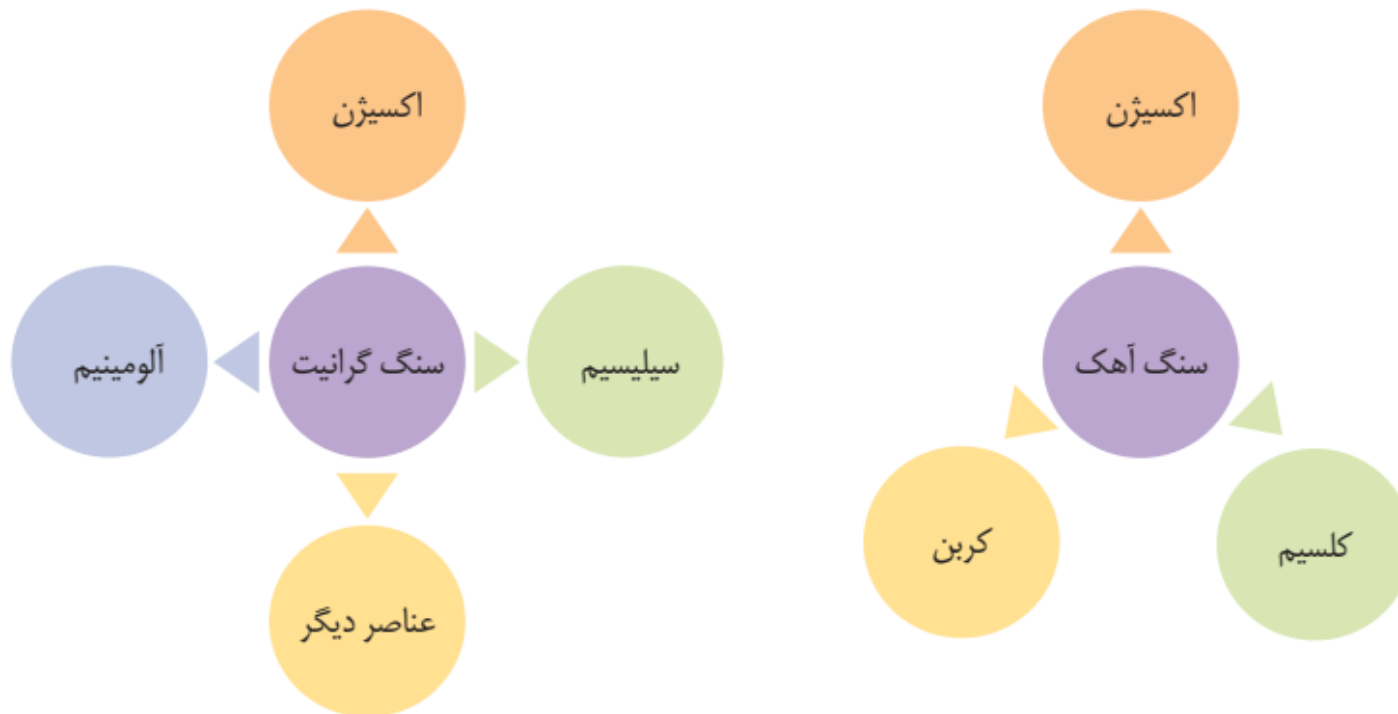 اکسیژن
سنگ آهک
کلسیم
کربن
اکسیژن
سیلیسیم
سنگ گرانیت
آلومینیم
عناصر دیگر